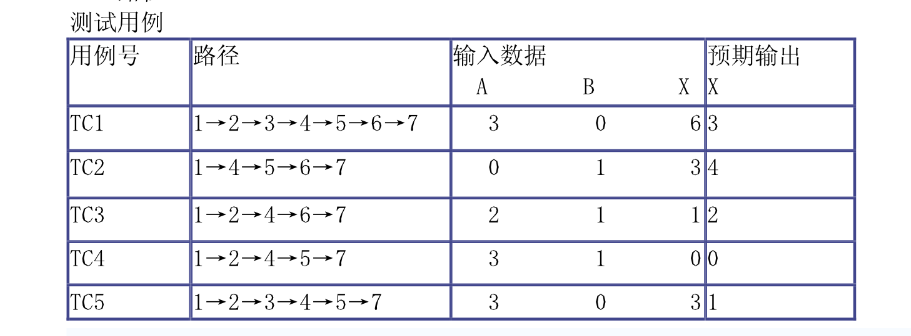 测试用例
用例号 路径 输入数据 预期输出
A B X X
TC1 1→2→3→4→5→6→7 3 0 6 3
TC2 1→4→5→6→7 0 1 3 4
TC3 1→2→4→6→7 2 1 1 2
TC4 1→2→4→5→7 3 1 0 0
TC5 1→2→3→4→5→7 3 0 3 1